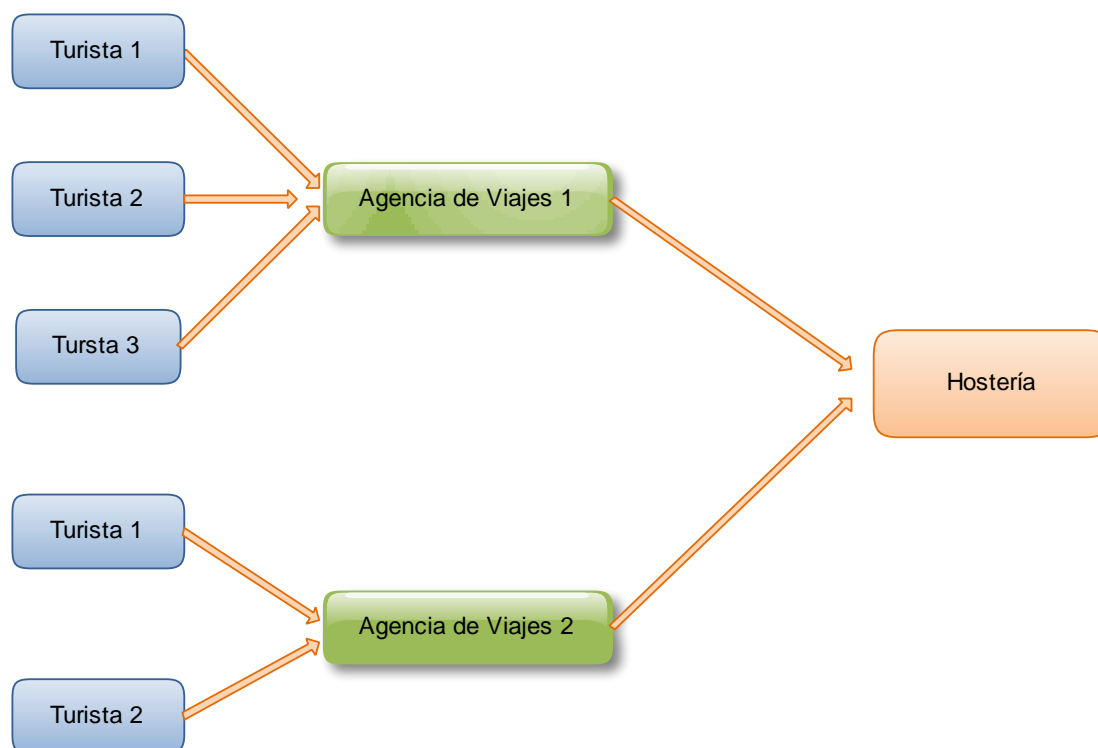 Turista 1
Turista 2
Agencia de Viajes 1
Tursta 3
Hostería
Turista 1
Agencia de Viajes 2
Turista 2